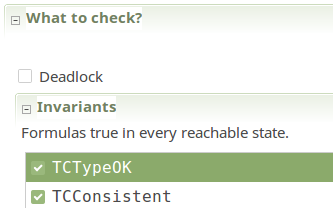 What to check?
Deadlock
Invariants
Formulas true in every reachable state.
TCTypeOK
TCConsistent